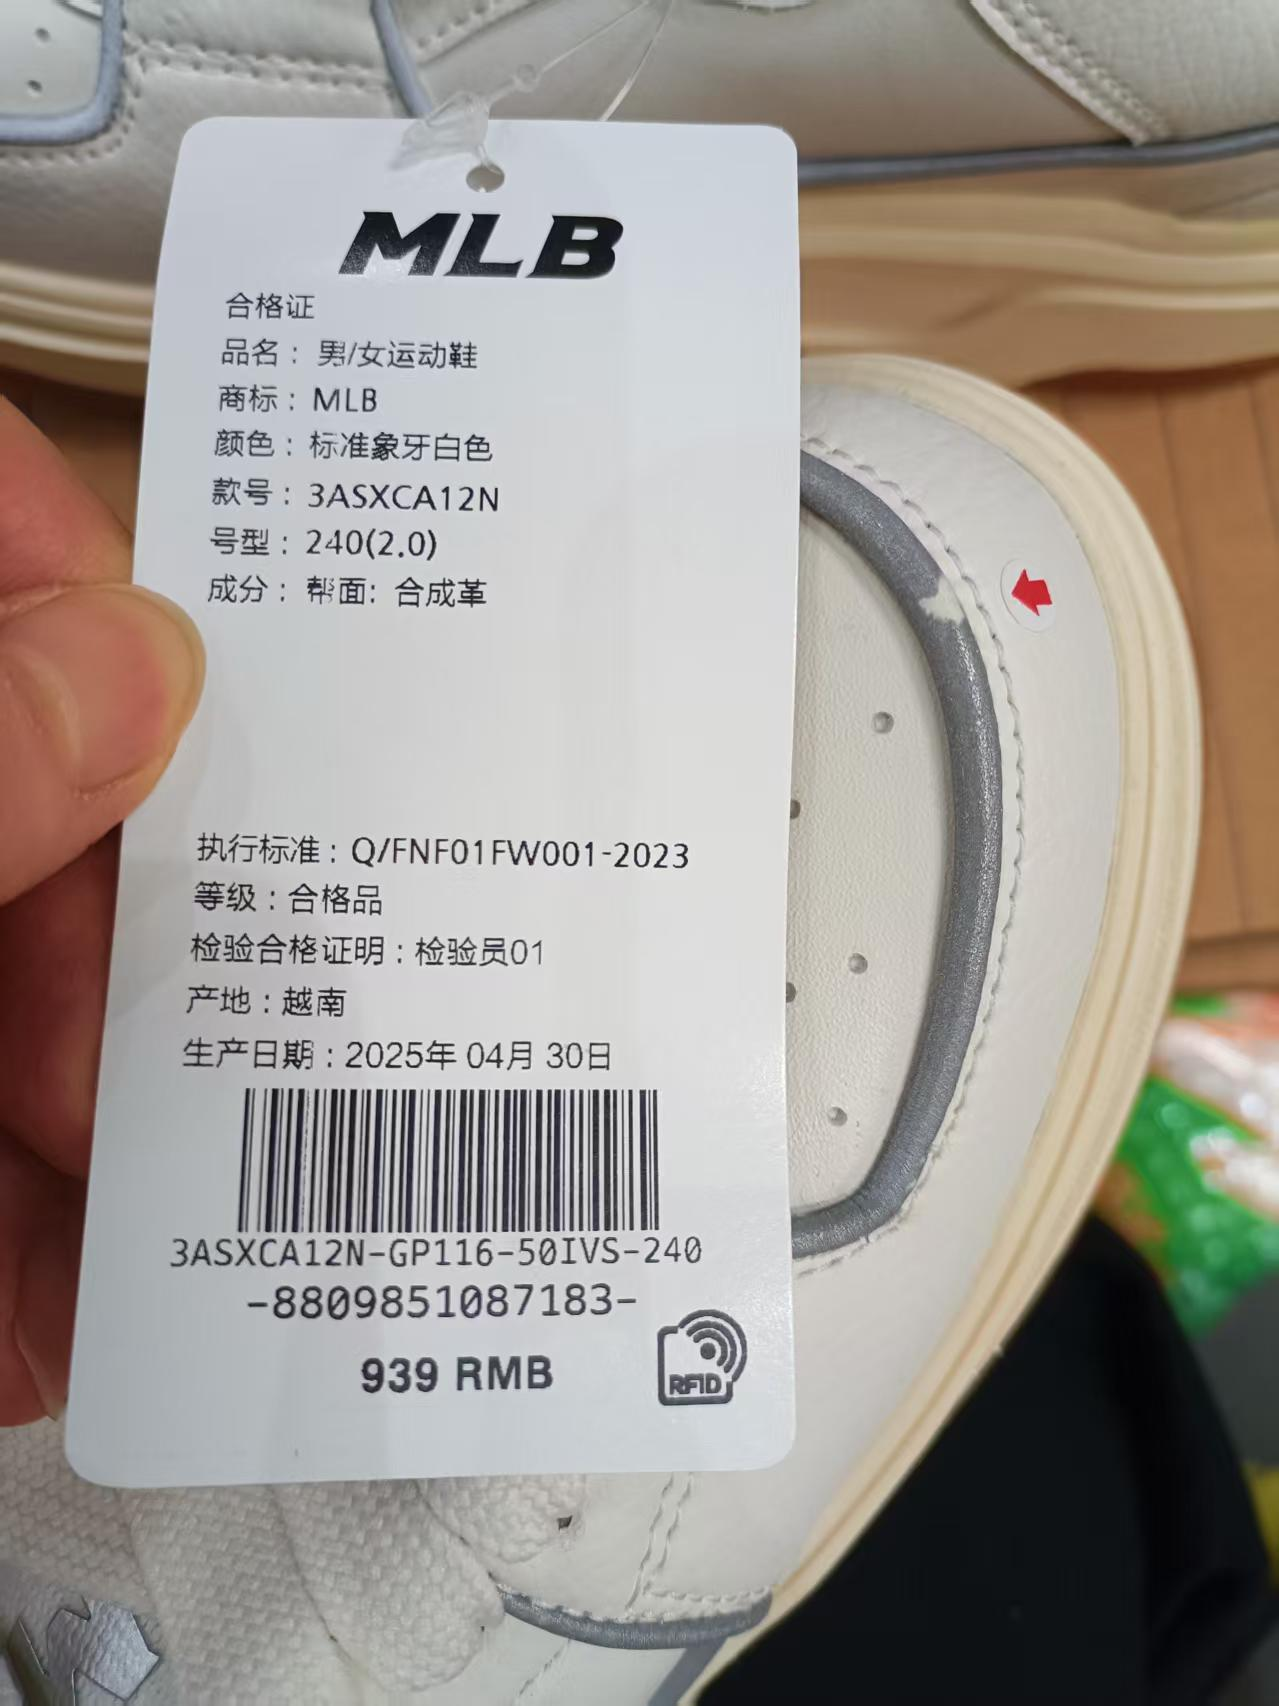 MLB
合格证
品名：男/女运动鞋
商标：MLB
颜色：标准象牙白色
款号：3ASXCA12N
号型：240(2.0)
成分：帮面：合成革
执行标准：Q/FNF01FW001-2023
等级：合格品
检验合格证明：检验员01
产地：越南
生产日期：2025年 04月 30日
3ASXCA12N-GP116-50IVS-240
-8809851087183-
939 RMB
RFID